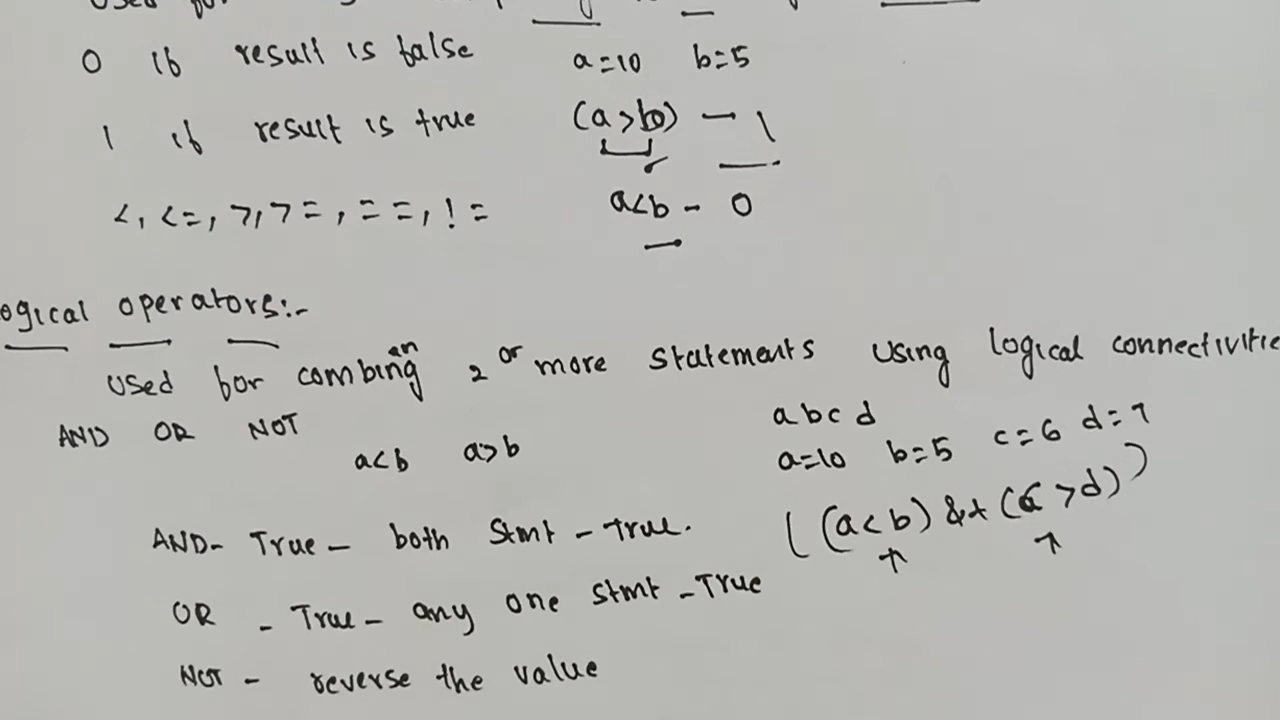 0 if result is false a=10 b=5
1 if result is true (a>b) - 1
<, <=, >, >=, ==, != a<b - 0
ogical operators:-
used for combing an 2 or more statements using logical connectivitie
AND OR NOT a<b a>b a b c d
a=10 b=5 c=6 d=7
AND- True - both Stmt - true. ((a<b) && (c>d))
OR - True - any one stmt - True
NOT - reverse the value